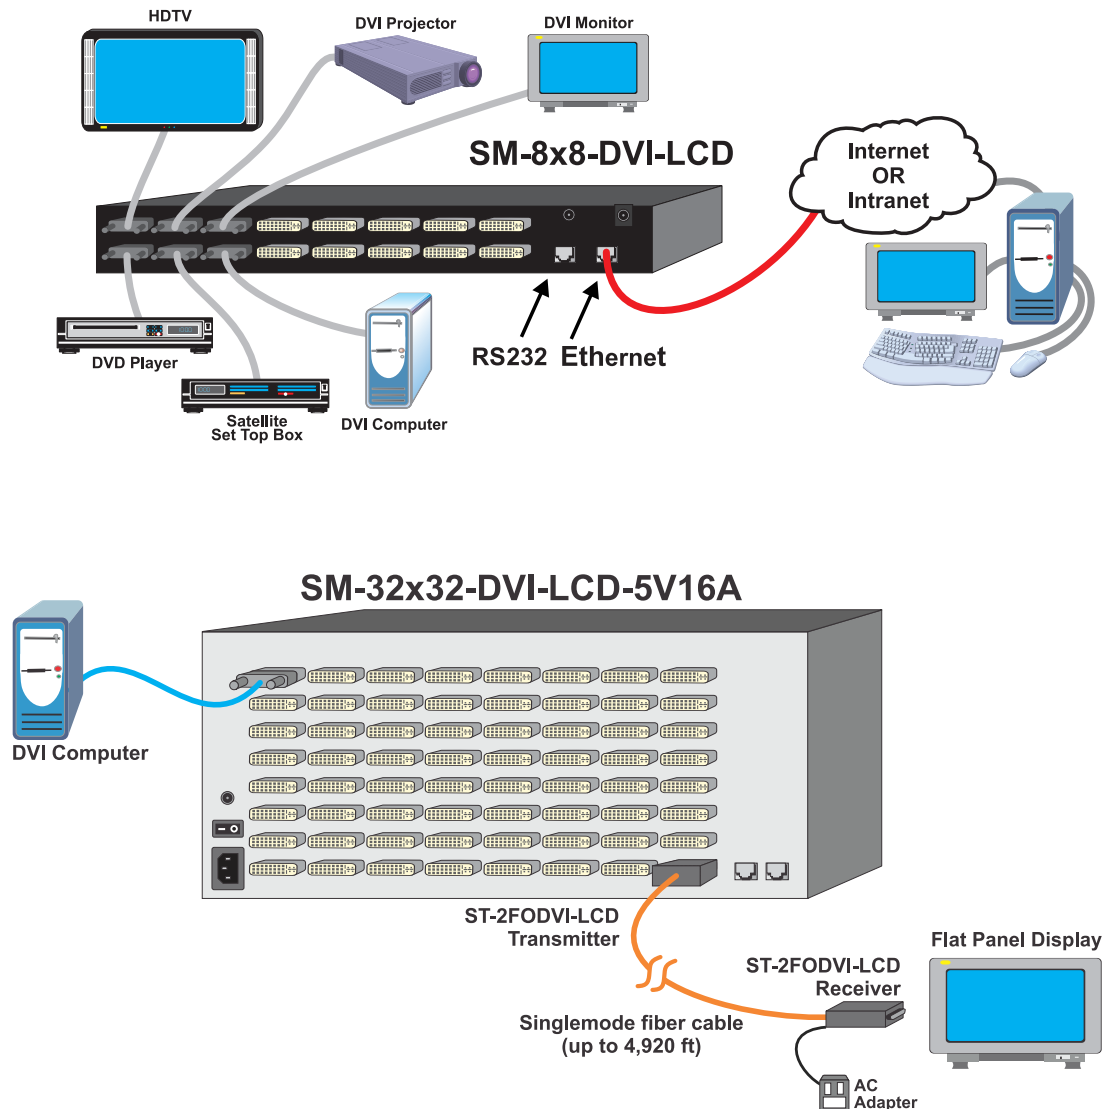 HDTV
DVI Projector
DVI Monitor
SM-8x8-DVI-LCD
Internet
OR
Intranet
RS232
Ethernet
DVD Player
Satellite
Set Top Box
DVI Computer
SM-32x32-DVI-LCD-5V16A
DVI Computer
ST-2FODVI-LCD
Transmitter
Flat Panel Display
ST-2FODVI-LCD
Receiver
Singlemode fiber cable
(up to 4,920 ft)
AC
Adapter